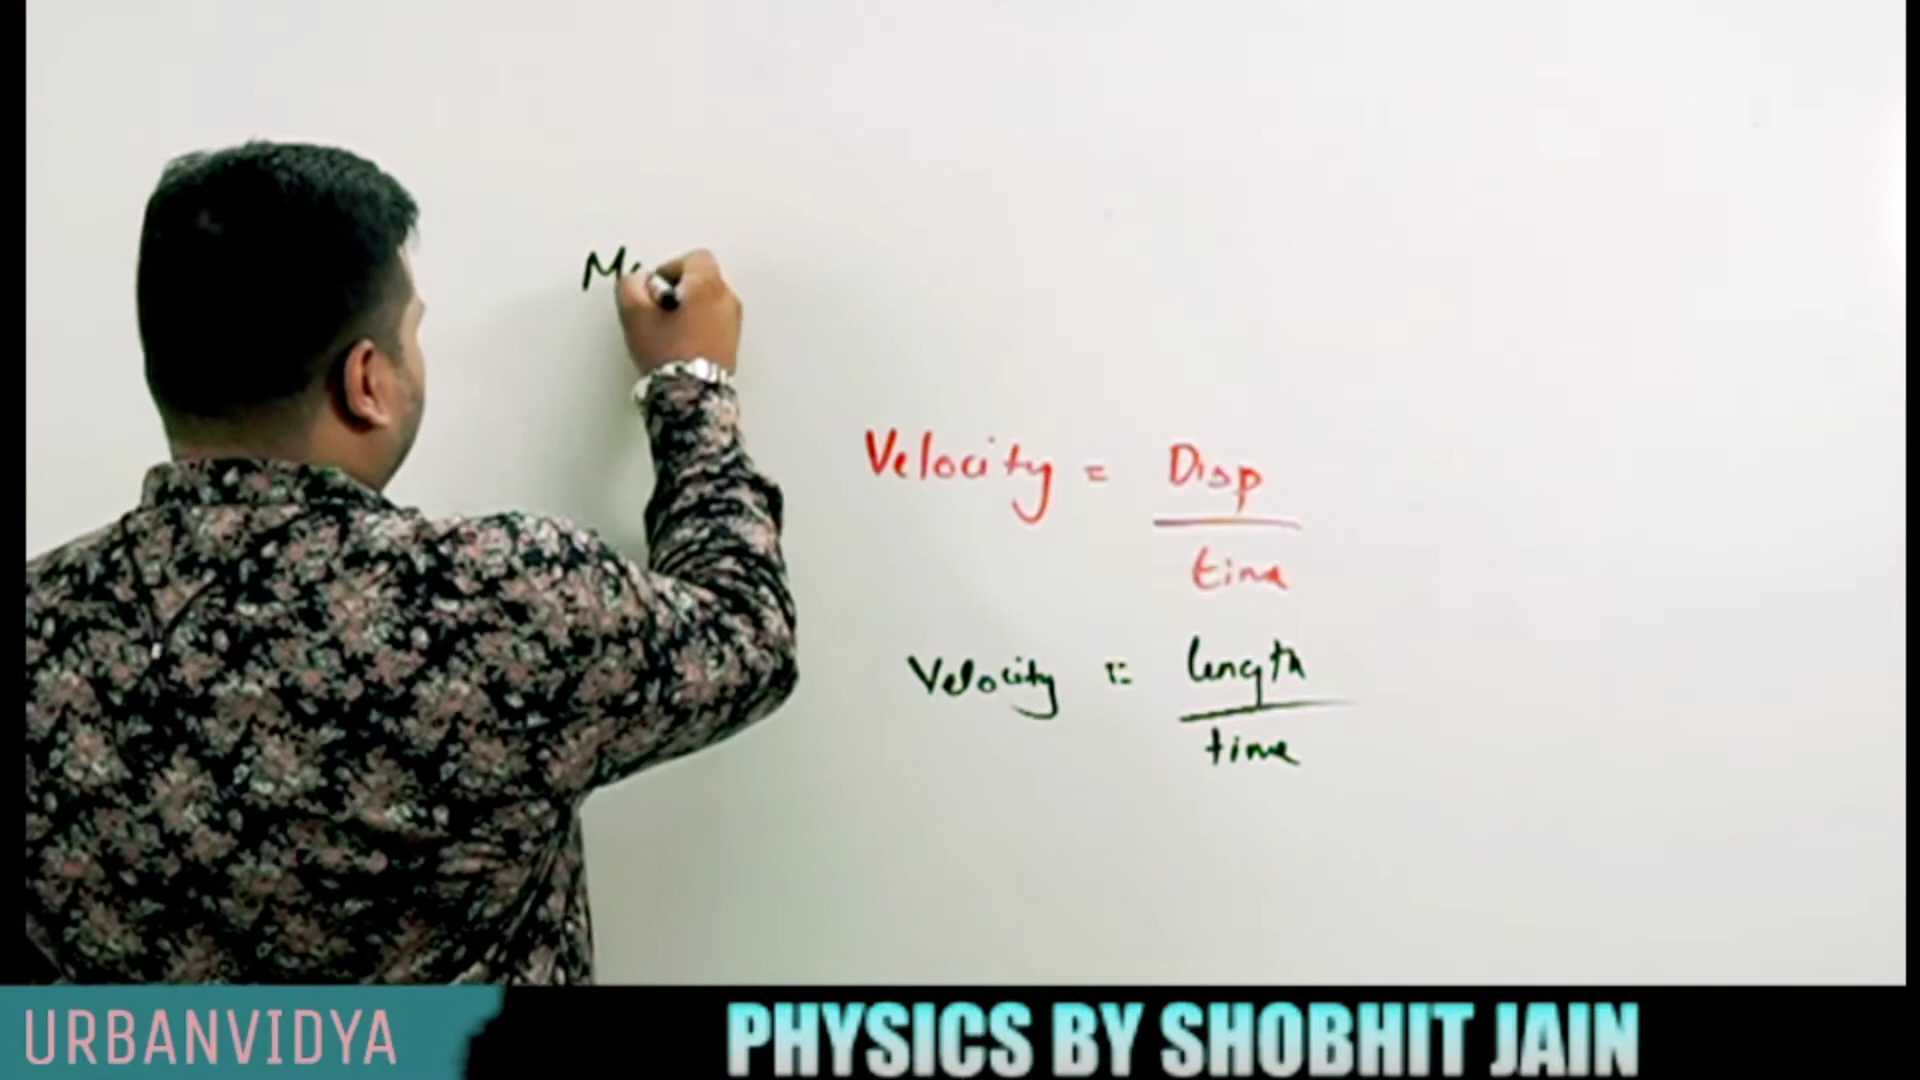 Velocity = Disp
time
Velocity = length
time
URBANVIDYA
PHYSICS BY SHOBHIT JAIN